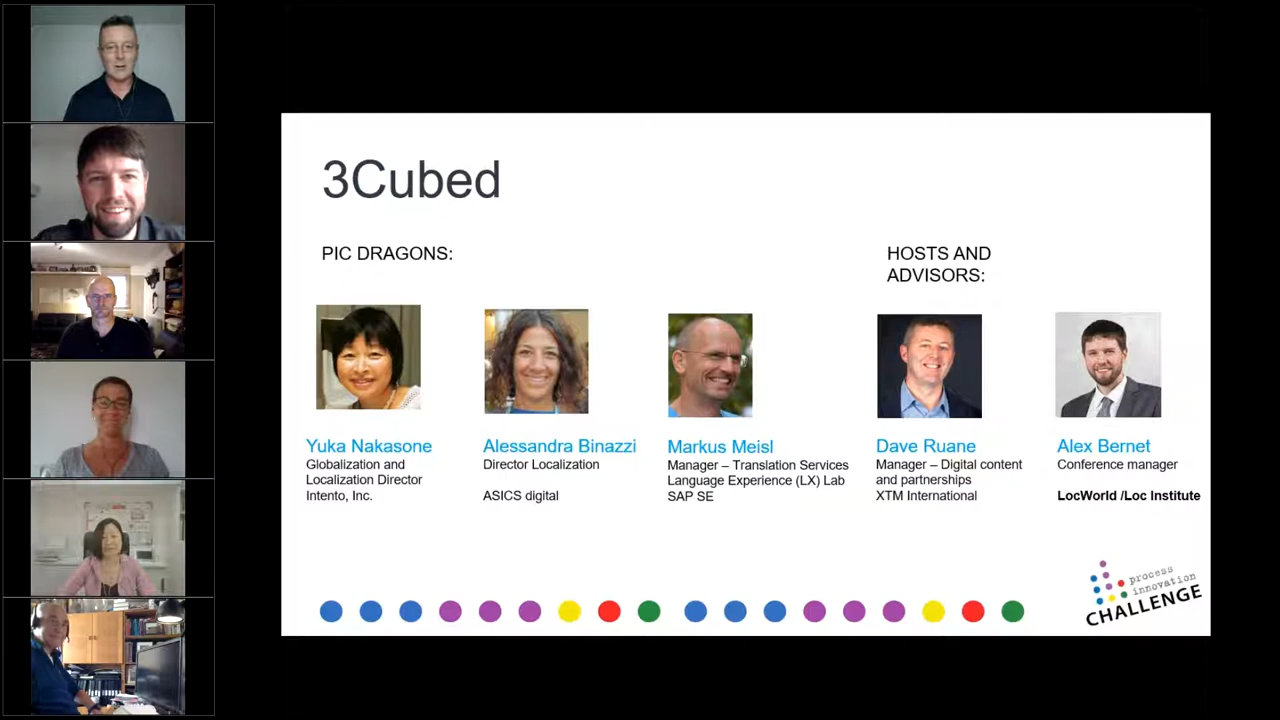 3Cubed
PIC DRAGONS:
HOSTS AND
ADVISORS:
Yuka Nakasone
Globalization and
Localization Director
Intento, Inc.
Alessandra Binazzi
Director Localization
ASICS digital
Markus Meisl
Manager – Translation Services
Language Experience (LX) Lab
SAP SE
Dave Ruane
Manager – Digital content
and partnerships
XTM International
Alex Bernet
Conference manager
LocWorld /Loc Institute
process
innovation
CHALLENGE